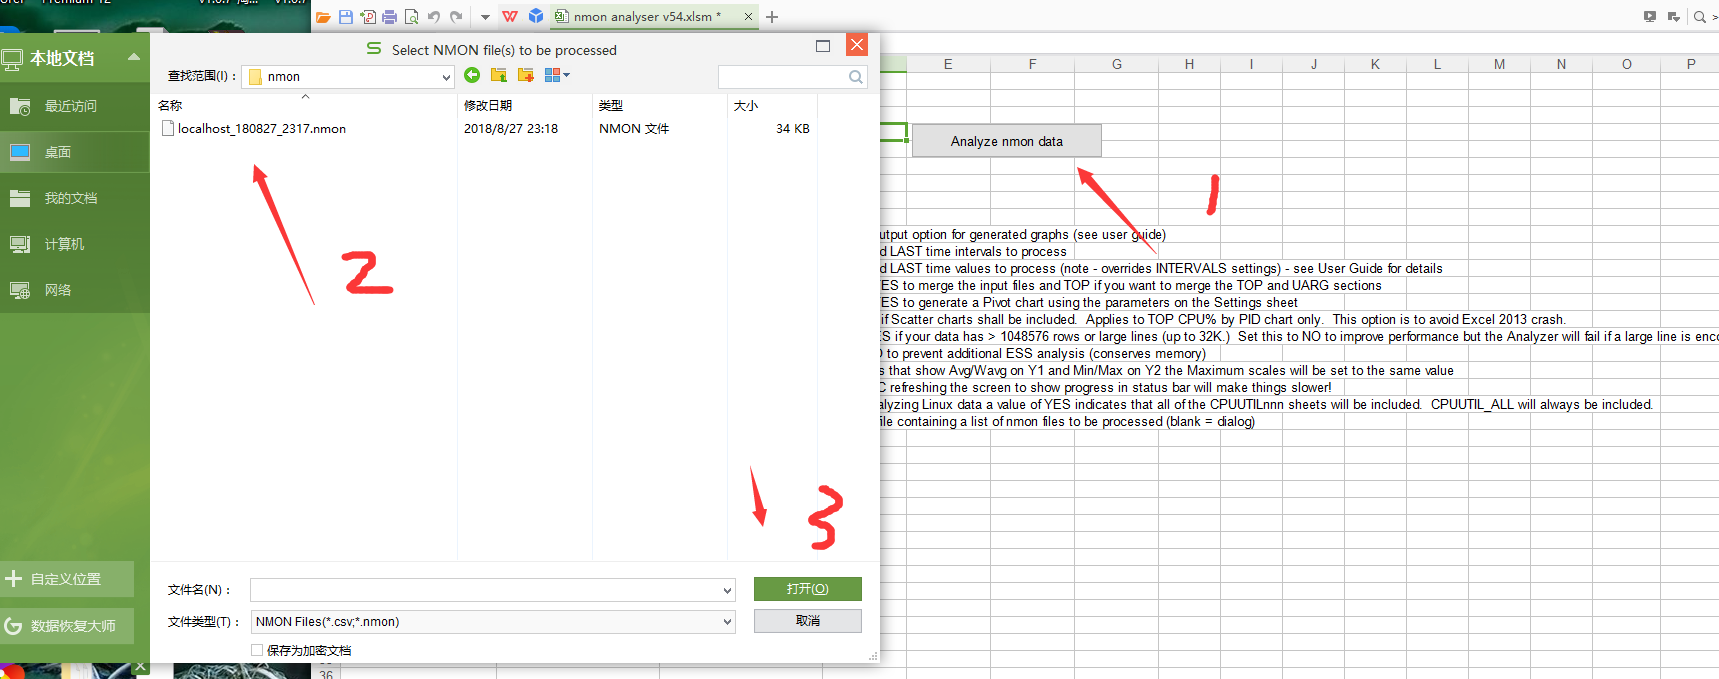 nmon analyser v54.xlsm *
本地文档
最近访问
桌面
我的文档
计算机
网络
自定义位置
数据恢复大师
Select NMON file(s) to be processed
查找范围(I)：
nmon
名称
修改日期
类型
大小
localhost_180827_2317.nmon
2018/8/27 23:18
NMON 文件
34 KB
2
3
文件名(N)：
打开(O)
文件类型(T)：
NMON Files(*.csv;*.nmon)
取消
保存为加密文档
E F G H I J K L M N O P
Analyze nmon data
1
utput option for generated graphs (see user guide)
d LAST time intervals to process
d LAST time values to process (note - overrides INTERVALS settings) - see User Guide for details
YES to merge the input files and TOP if you want to merge the TOP and UARG sections
YES to generate a Pivot chart using the parameters on the Settings sheet
if Scatter charts shall be included.  Applies to TOP CPU% by PID chart only.  This option is to avoid Excel 2013 crash.
S if your data has > 1048576 rows or large lines (up to 32K.)  Set this to NO to improve performance but the Analyzer will fail if a large line is enco
O to prevent additional ESS analysis (conserves memory)
s that show Avg/Wavg on Y1 and Min/Max on Y2 the Maximum scales will be set to the same value
C refreshing the screen to show progress in status bar will make things slower!
alyzing Linux data a value of YES indicates that all of the CPUUTILnnn sheets will be included.  CPUUTIL_ALL will always be included.
file containing a list of nmon files to be processed (blank = dialog)
36